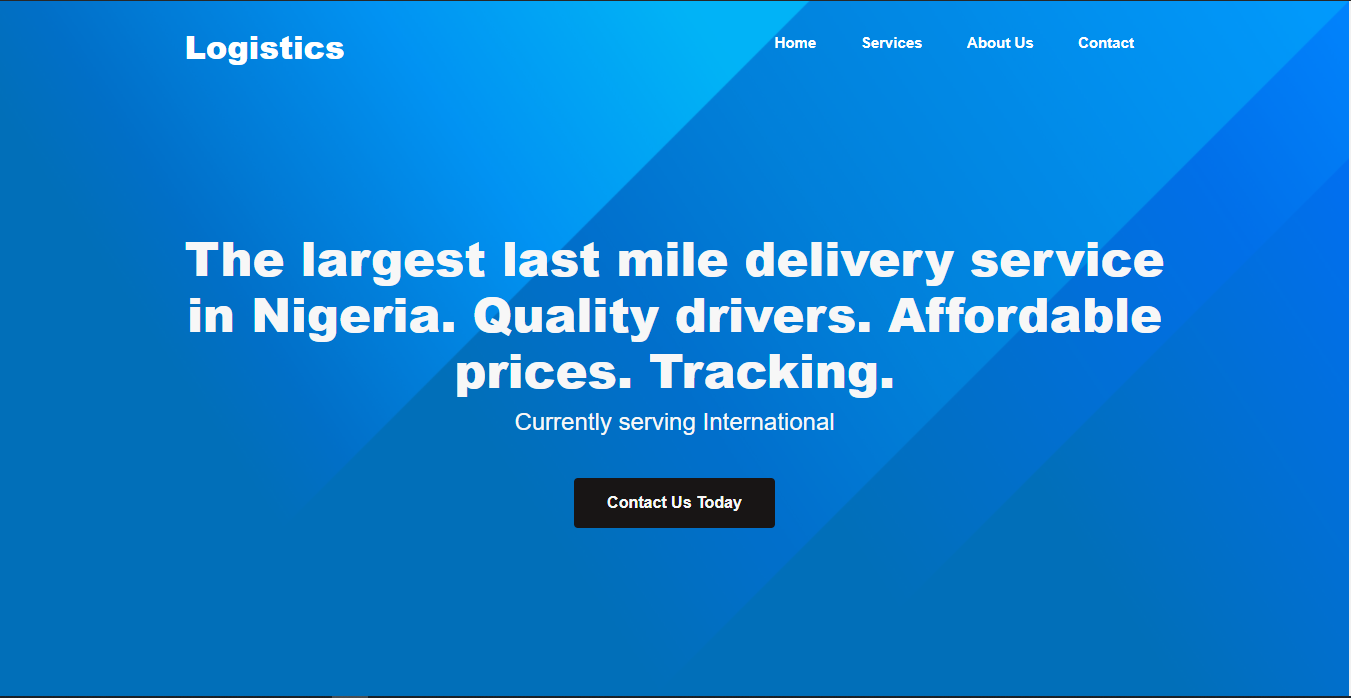 Logistics
Home Services About Us Contact
The largest last mile delivery service
in Nigeria. Quality drivers. Affordable
prices. Tracking.
Currently serving International
Contact Us Today